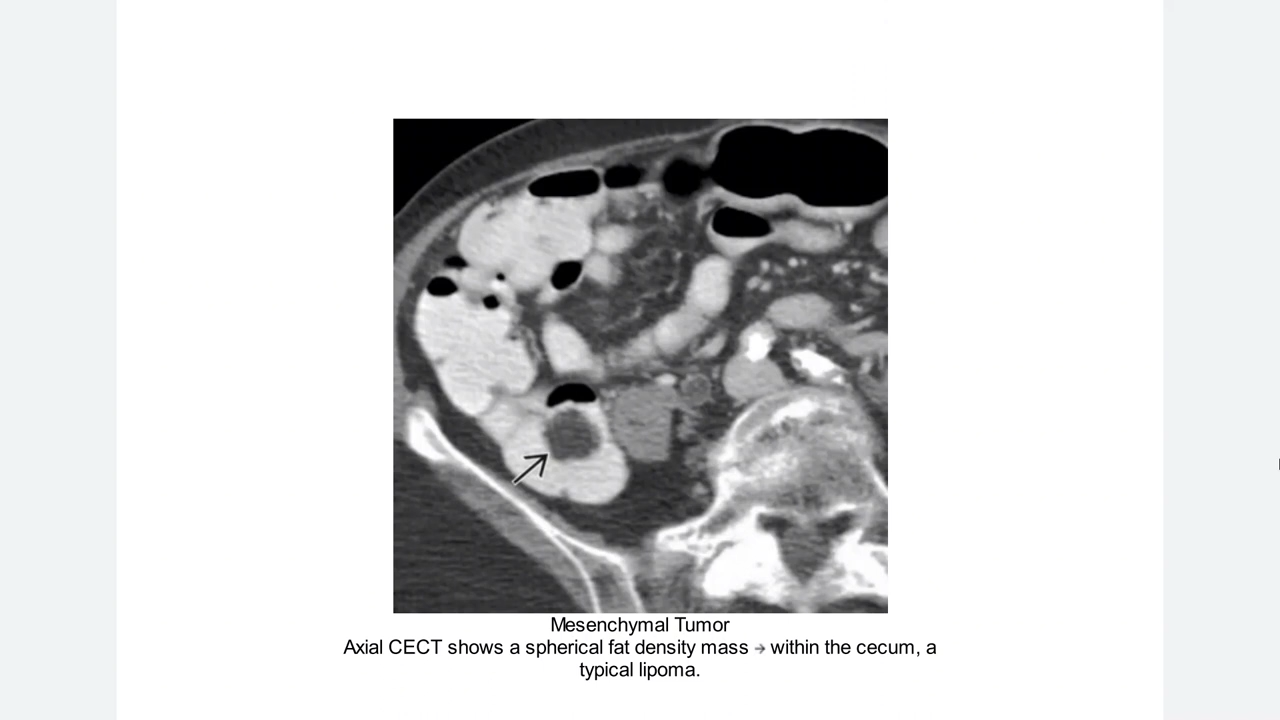 Mesenchymal Tumor
Axial CECT shows a spherical fat density mass → within the cecum, a
typical lipoma.